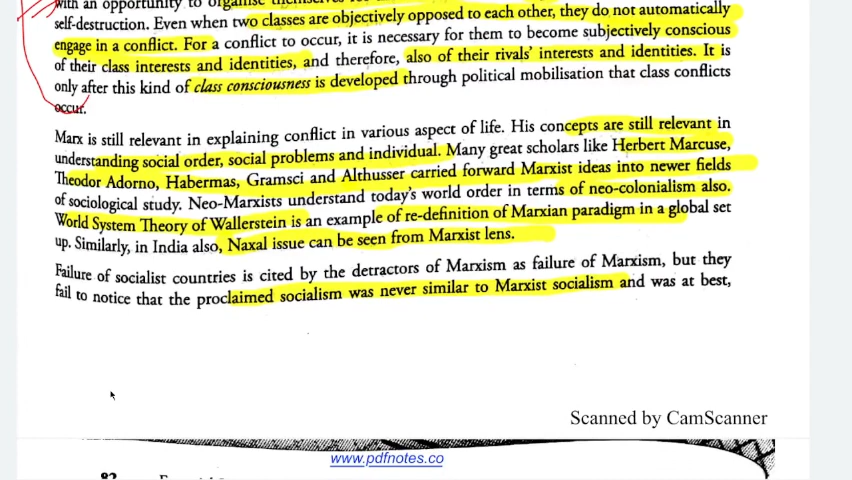 with an opportunity to organise themselves
self-destruction. Even when two classes are objectively opposed to each other, they do not automatically
engage in a conflict. For a conflict to occur, it is necessary for them to become subjectively conscious
of their class interests and identities, and therefore, also of their rivals' interests and identities. It is
only after this kind of class consciousness is developed through political mobilisation that class conflicts
occur.
Marx is still relevant in explaining conflict in various aspect of life. His concepts are still relevant in
understanding social order, social problems and individual. Many great scholars like Herbert Marcuse,
Theodor Adorno, Habermas, Gramsci and Althusser carried forward Marxist ideas into newer fields
of sociological study. Neo-Marxists understand today's world order in terms of neo-colonialism also.
World System Theory of Wallerstein is an example of re-definition of Marxian paradigm in a global set
up. Similarly, in India also, Naxal issue can be seen from Marxist lens.
Failure of socialist countries is cited by the detractors of Marxism as failure of Marxism, but they
fail to notice that the proclaimed socialism was never similar to Marxist socialism and was at best,
Scanned by CamScanner
www.pdfnotes.co